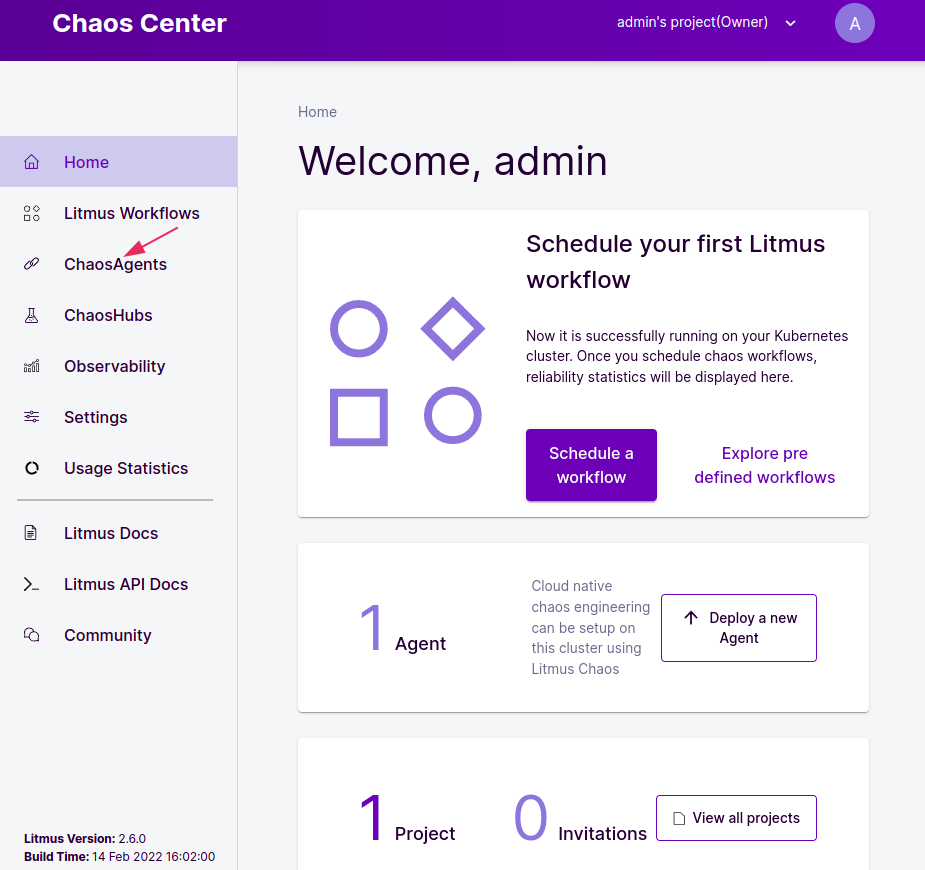 Chaos Center
admin's project(Owner)
A
Home
Litmus Workflows
ChaosAgents
ChaosHubs
Observability
Settings
Usage Statistics
Litmus Docs
Litmus API Docs
Community
Litmus Version: 2.6.0
Build Time: 14 Feb 2022 16:02:00
Home
Welcome, admin
Schedule your first Litmus
workflow
Now it is successfully running on your Kubernetes
cluster. Once you schedule chaos workflows,
reliability statistics will be displayed here.
Schedule a
workflow
Explore pre
defined workflows
1 Agent
Cloud native
chaos engineering
can be setup on
this cluster using
Litmus Chaos
Deploy a new
Agent
1 Project
0 Invitations
View all projects